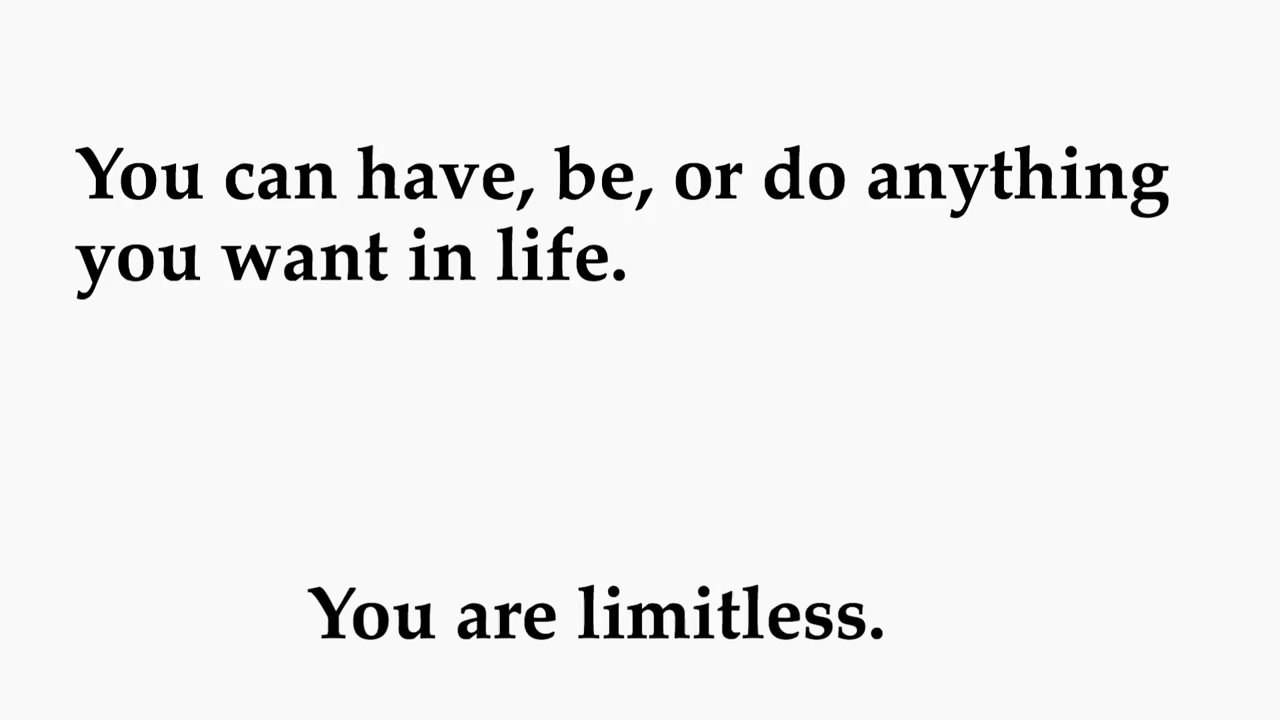 You can have, be, or do anything
you want in life.
You are limitless.